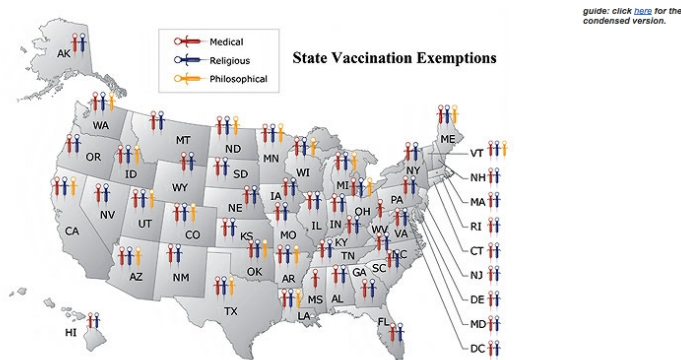 guide: click here for the
condensed version.
Medical
Religious
Philosophical
State Vaccination Exemptions
AK
WA
MT
ND
MN
ME
OR
ID
SD
WI
MI
NY
VT
NH
WY
NE
IA
PA
MA
NV
UT
CO
IL
IN
OH
RI
CA
KS
MO
KY
WV
VA
CT
AZ
NM
OK
AR
TN
NC
SC
NJ
TX
LA
MS
AL
GA
DE
MD
HI
FL
DC